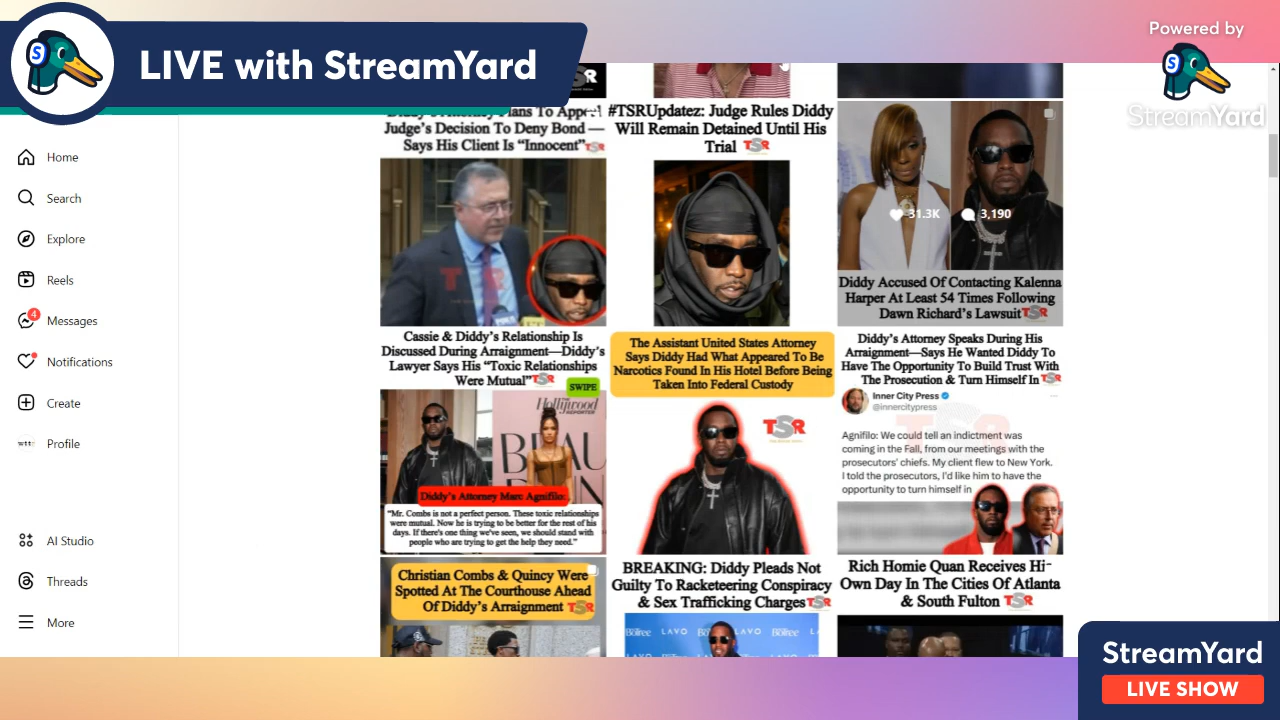 S
LIVE with StreamYard
Powered by
S
StreamYard
Home
Search
Explore
Reels
4
Messages
Notifications
Create
Profile
AI Studio
Threads
More
Judge's Decision To Deny Bond —
Says His Client Is “Innocent”
#TSRUpdatez: Judge Rules Diddy
Will Remain Detained Until His
Trial TSR
31.3K 3,190
Diddy Accused Of Contacting Kalenna
Harper At Least 54 Times Following
Dawn Richard's Lawsuit TSR
Cassie & Diddy's Relationship Is
Discussed During Arraignment—Diddy's
Lawyer Says His “Toxic Relationships
Were Mutual” TSR
SWIPE
Hollywood
REPORTER
BEAU
Diddy's Attorney Marc Agnifilo:
"Mr. Combs is not a perfect person. These toxic relationships
were mutual. Now he is trying to be better for the rest of his
days. If there's one thing we've seen, we should stand with
people who are trying to get the help they need."
The Assistant United States Attorney
Says Diddy Had What Appeared To Be
Narcotics Found In His Hotel Before Being
Taken Into Federal Custody
TSR
Diddy's Attorney Speaks During His
Arraignment—Says He Wanted Diddy To
Have The Opportunity To Build Trust With
The Prosecution & Turn Himself In TSR
Inner City Press
@innercitypress
Agnifilo: We could tell an indictment was
coming in the Fall, from our meetings with the
prosecutors' chiefs. My client flew to New York.
I told the prosecutors, I'd like him to have the
opportunity to turn himself in
Christian Combs & Quincy Were
Spotted At The Courthouse Ahead
Of Diddy's Arraignment TSR
BREAKING: Diddy Pleads Not
Guilty To Racketeering Conspiracy
& Sex Trafficking Charges TSR
LAVO
LAVO
Rich Homie Quan Receives His
Own Day In The Cities Of Atlanta
& South Fulton TSR
StreamYard
LIVE SHOW